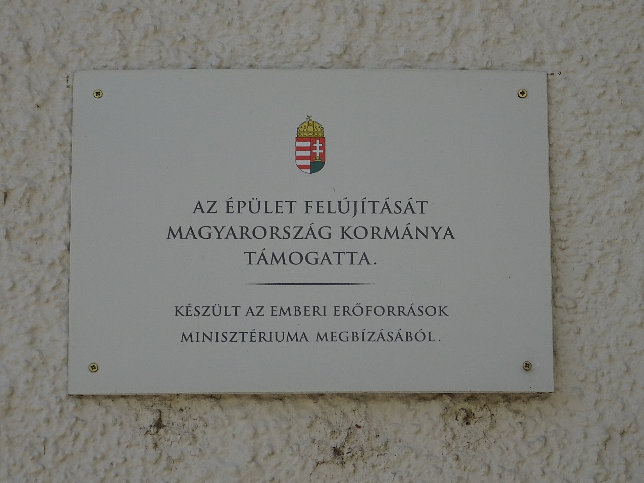 AZ ÉPÜLET FELÚJÍTÁSÁT
MAGYARORSZÁG KORMÁNYA
TÁMOGATTA.
KÉSZÜLT AZ EMBERI ERŐFORRÁSOK
MINISZTÉRIUMA MEGBÍZÁSÁBÓL.